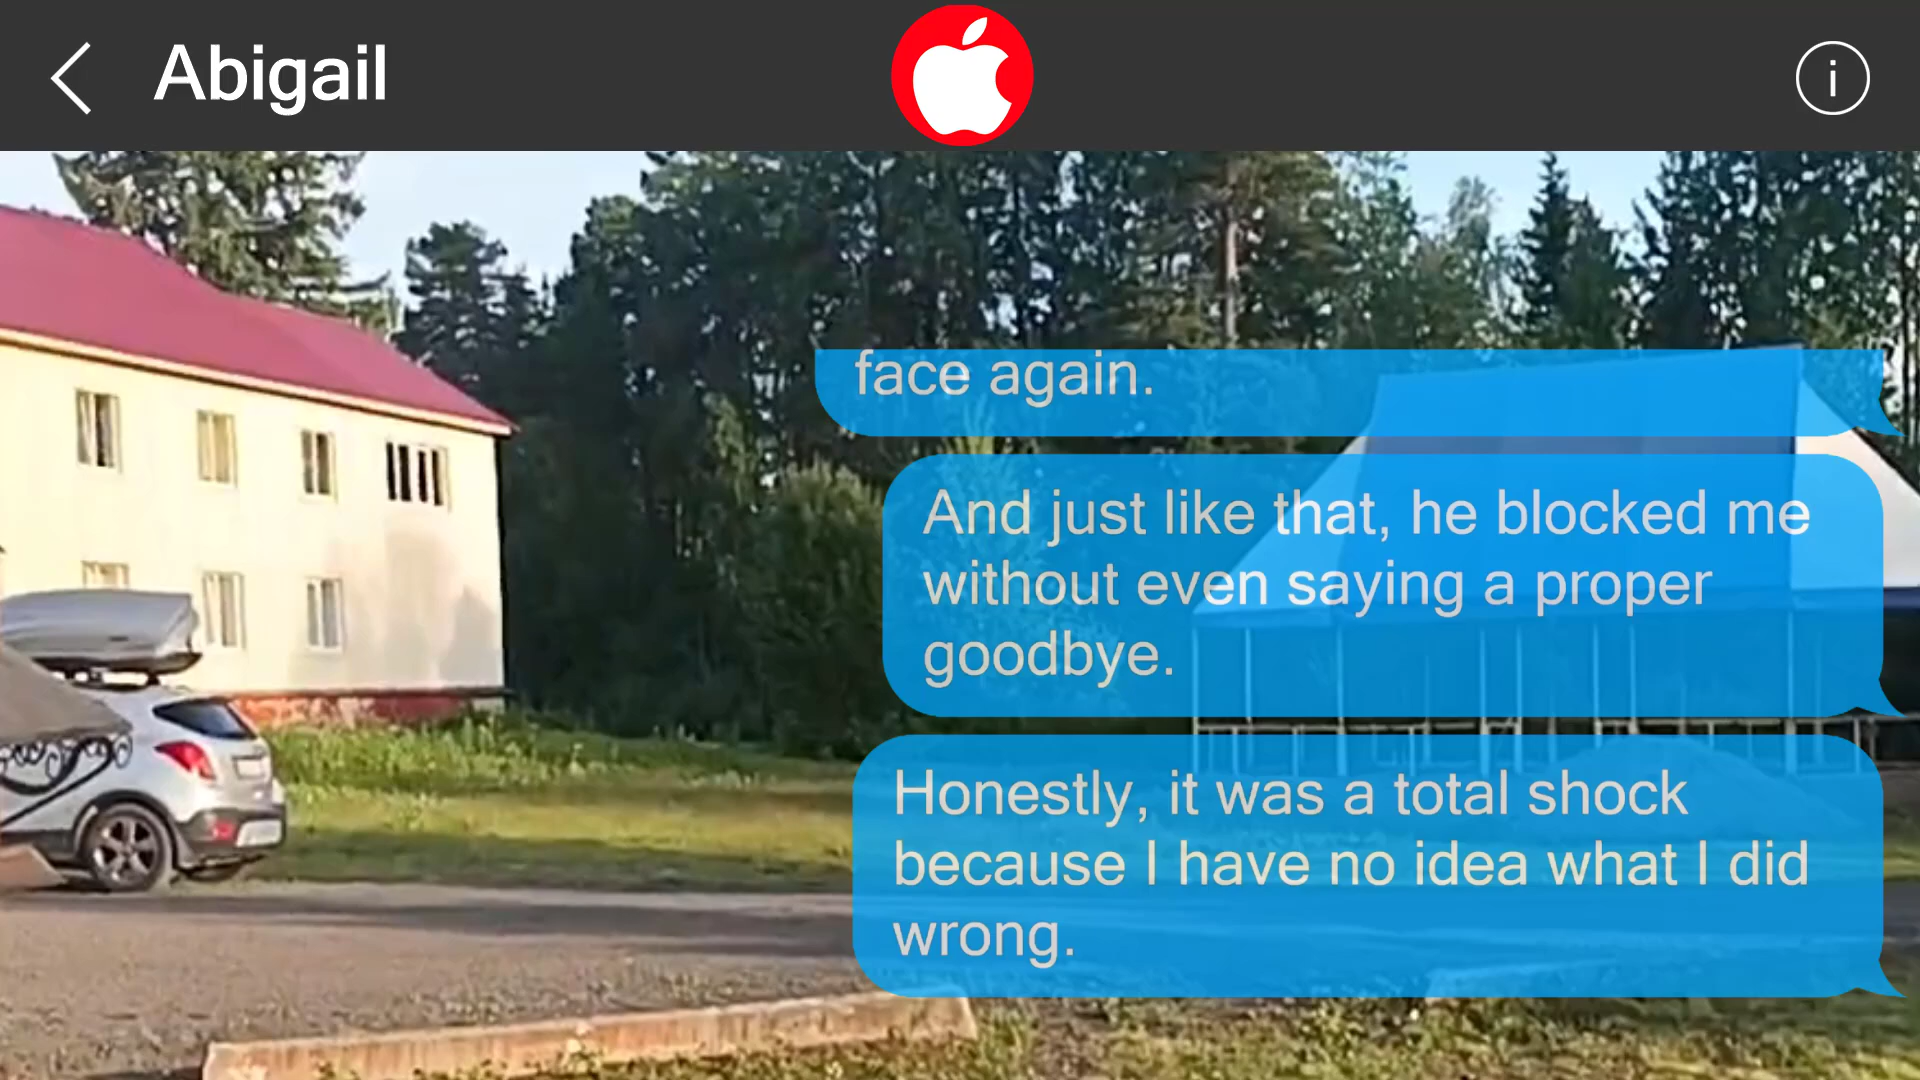 Abigail
i
face again.
And just like that, he blocked me
without even saying a proper
goodbye.
Honestly, it was a total shock
because I have no idea what I did
wrong.